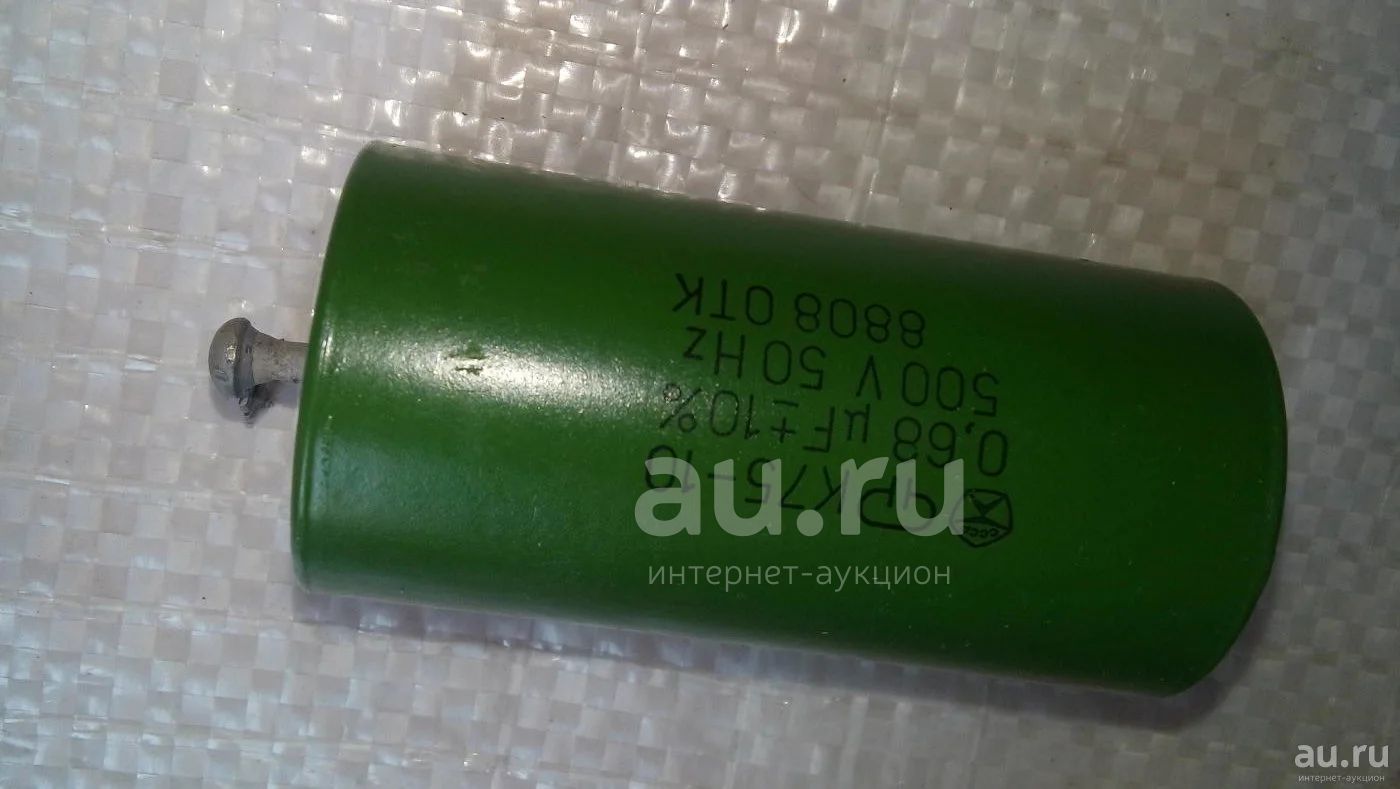 СССР К75-10
0,68 µF ±10%
500 V 50 Hz
8808 ОТК
au.ru
интернет-аукцион
au.ru
интернет-аукцион